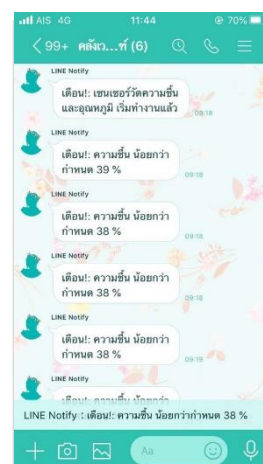 AIS 4G 11:44 @ 70%
99+ คลังเว...ฑ์ (6)
LINE Notify
เตือน!: เซนเซอร์วัดความชื้น
และอุณหภูมิ เริ่มทำงานแล้ว
09:18
LINE Notify
เตือน!: ความชื้น น้อยกว่า
กำหนด 39 %
09:18
LINE Notify
เตือน!: ความชื้น น้อยกว่า
กำหนด 38 %
09:18
LINE Notify
เตือน!: ความชื้น น้อยกว่า
กำหนด 38 %
09:19
LINE Notify
เตือน!: ความชื้น น้อยกว่า
LINE Notify : เตือน!: ความชื้น น้อยกว่ากำหนด 38 %
Aa